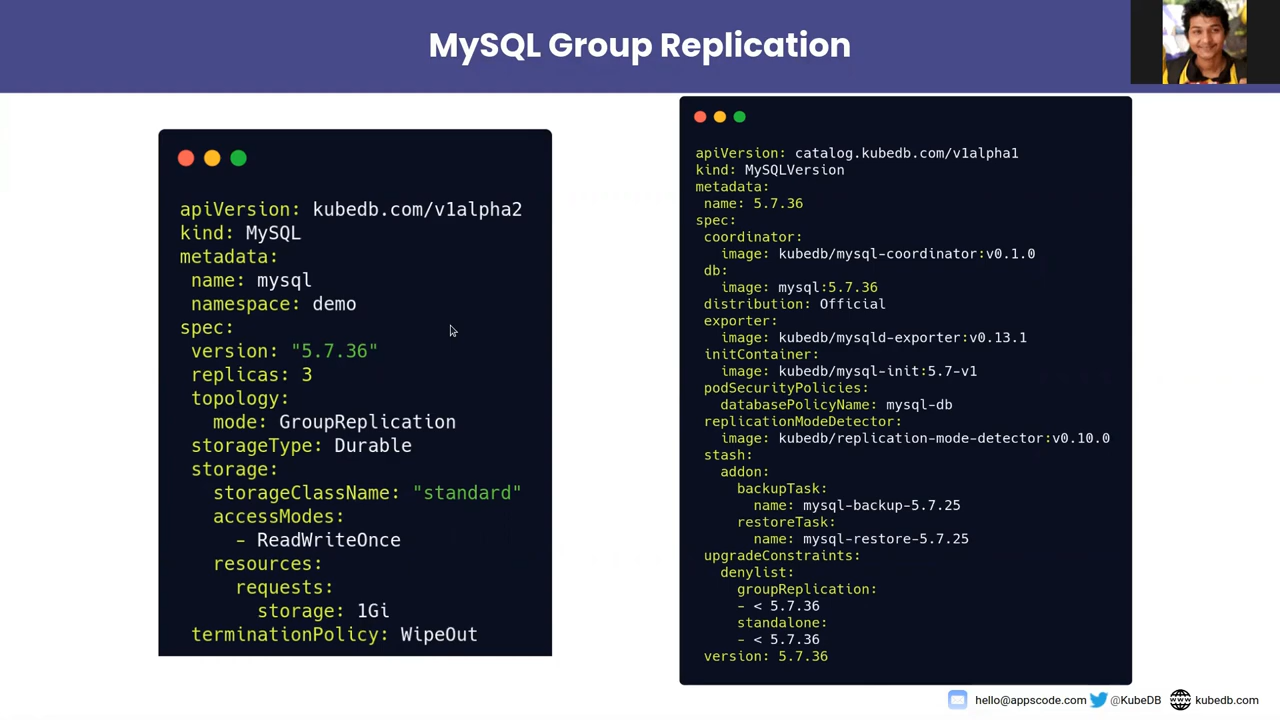 MySQL Group Replication
apiVersion: kubedb.com/v1alpha2
kind: MySQL
metadata:
name: mysql
namespace: demo
spec:
version: "5.7.36"
replicas: 3
topology:
mode: GroupReplication
storageType: Durable
storage:
storageClassName: "standard"
accessModes:
- ReadWriteOnce
resources:
requests:
storage: 1Gi
terminationPolicy: WipeOut
apiVersion: catalog.kubedb.com/v1alpha1
kind: MySQLVersion
metadata:
name: 5.7.36
spec:
coordinator:
image: kubedb/mysql-coordinator:v0.1.0
db:
image: mysql:5.7.36
distribution: Official
exporter:
image: kubedb/mysqld-exporter:v0.13.1
initContainer:
image: kubedb/mysql-init:5.7-v1
podSecurityPolicies:
databasePolicyName: mysql-db
replicationModeDetector:
image: kubedb/replication-mode-detector:v0.10.0
stash:
addon:
backupTask:
name: mysql-backup-5.7.25
restoreTask:
name: mysql-restore-5.7.25
upgradeConstraints:
denylist:
groupReplication:
- < 5.7.36
standalone:
- < 5.7.36
version: 5.7.36
hello@appscode.com @KubeDB kubedb.com